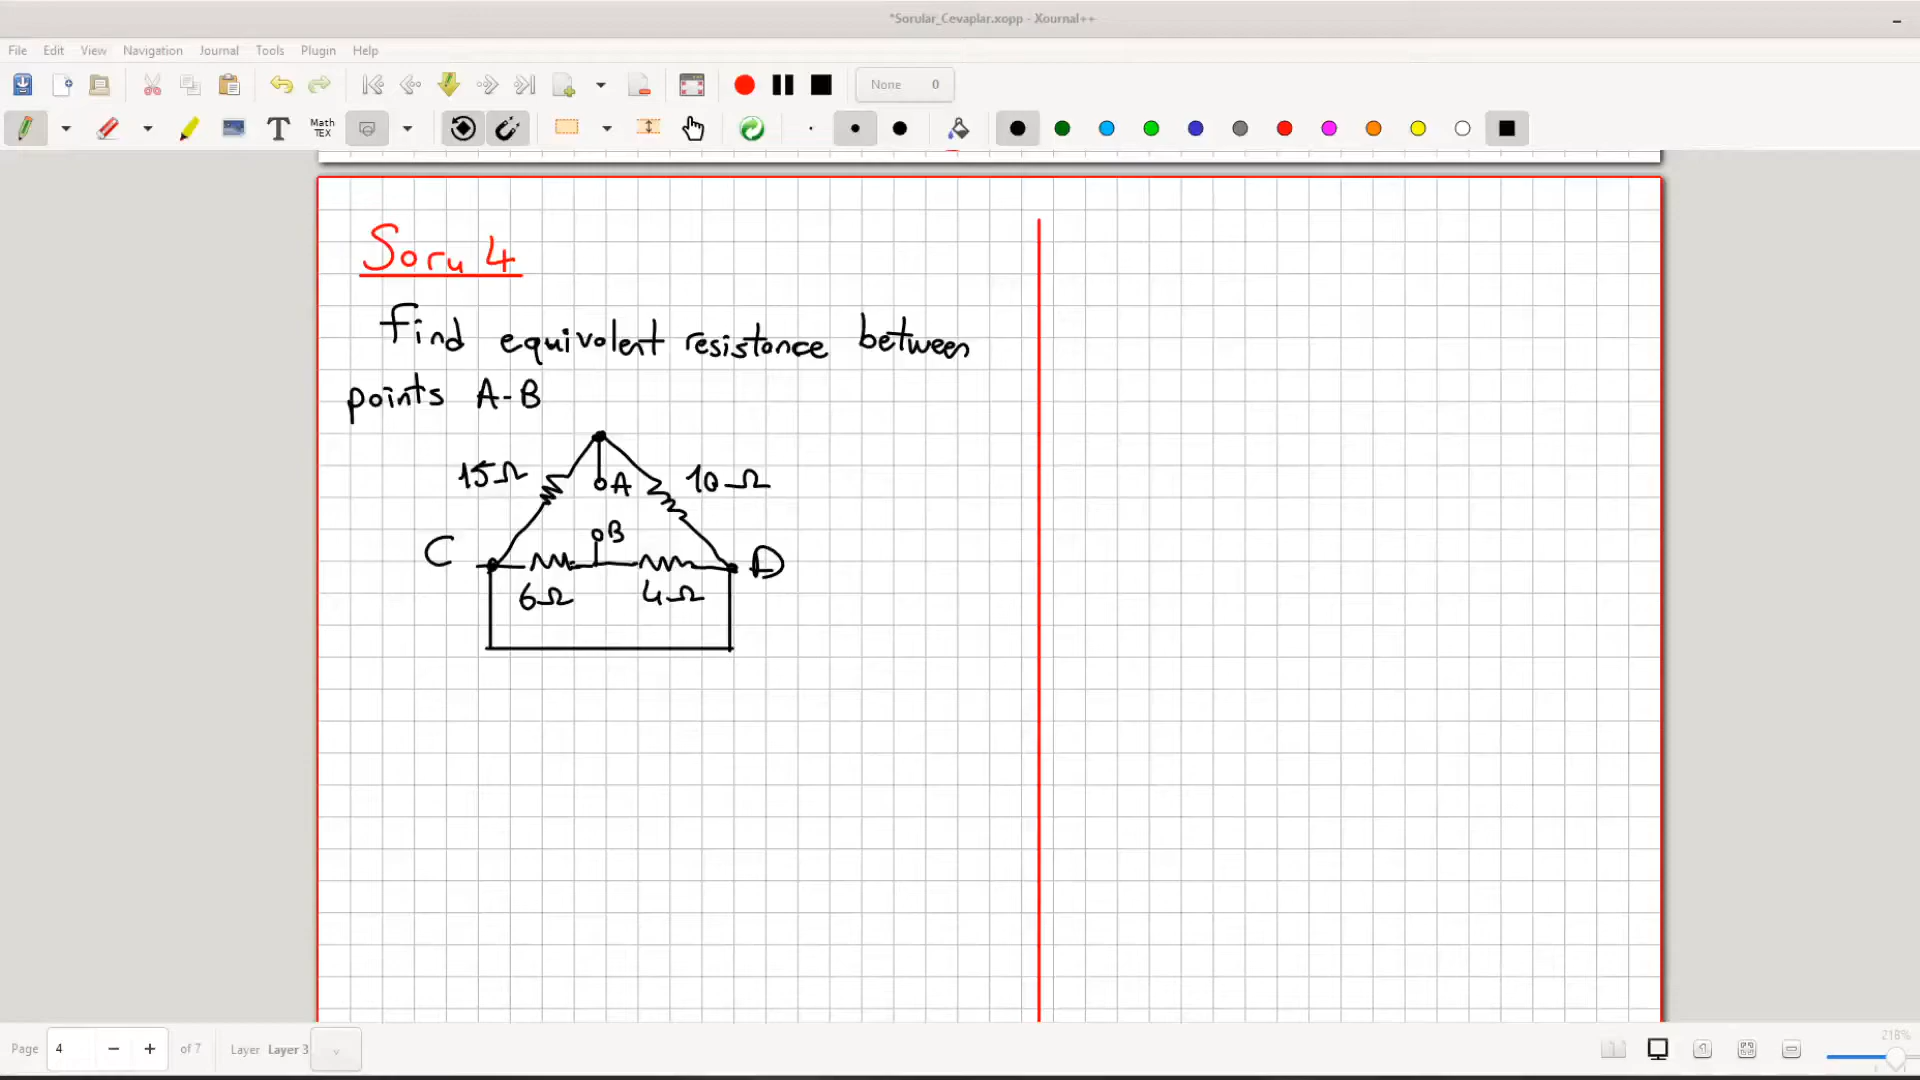 *Sorular_Cevaplar.xopp - Xournal++
File Edit View Navigation Journal Tools Plugin Help
None 0
Math
TEX
Soru 4
Find equivalent resistance between
points A-B
15Ω A 10Ω
C B D
6Ω 4Ω
218%
Page 4 of 7 Layer Layer 3